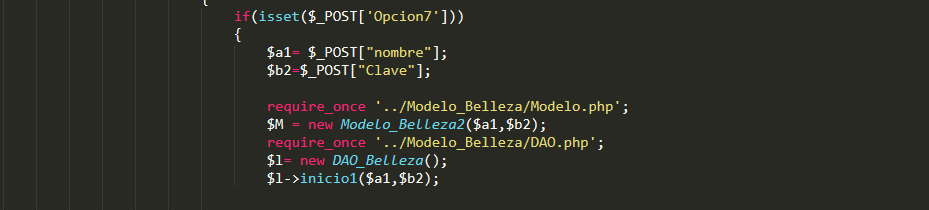 {
if(isset($_POST['Opcion7']))
{
$a1= $_POST["nombre"];
$b2=$_POST["Clave"];
require_once '../Modelo_Belleza/Modelo.php';
$M = new Modelo_Belleza2($a1,$b2);
require_once '../Modelo_Belleza/DAO.php';
$l= new DAO_Belleza();
$l->inicio1($a1,$b2);